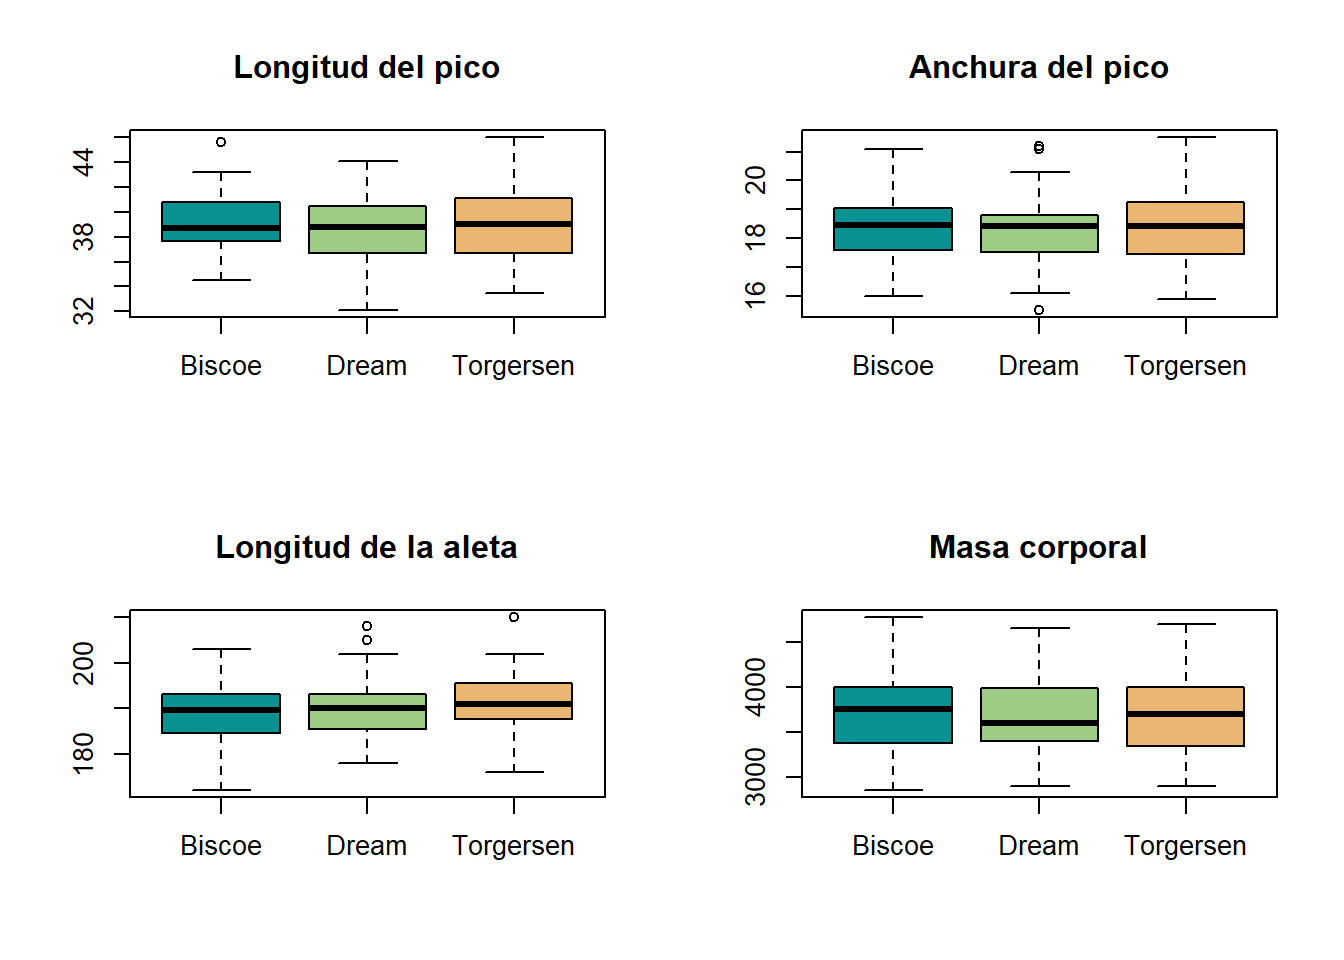 Longitud del pico
44
38
32
Biscoe Dream Torgersen
Anchura del pico
20
18
16
Biscoe Dream Torgersen
Longitud de la aleta
200
180
Biscoe Dream Torgersen
Masa corporal
4000
3000
Biscoe Dream Torgersen